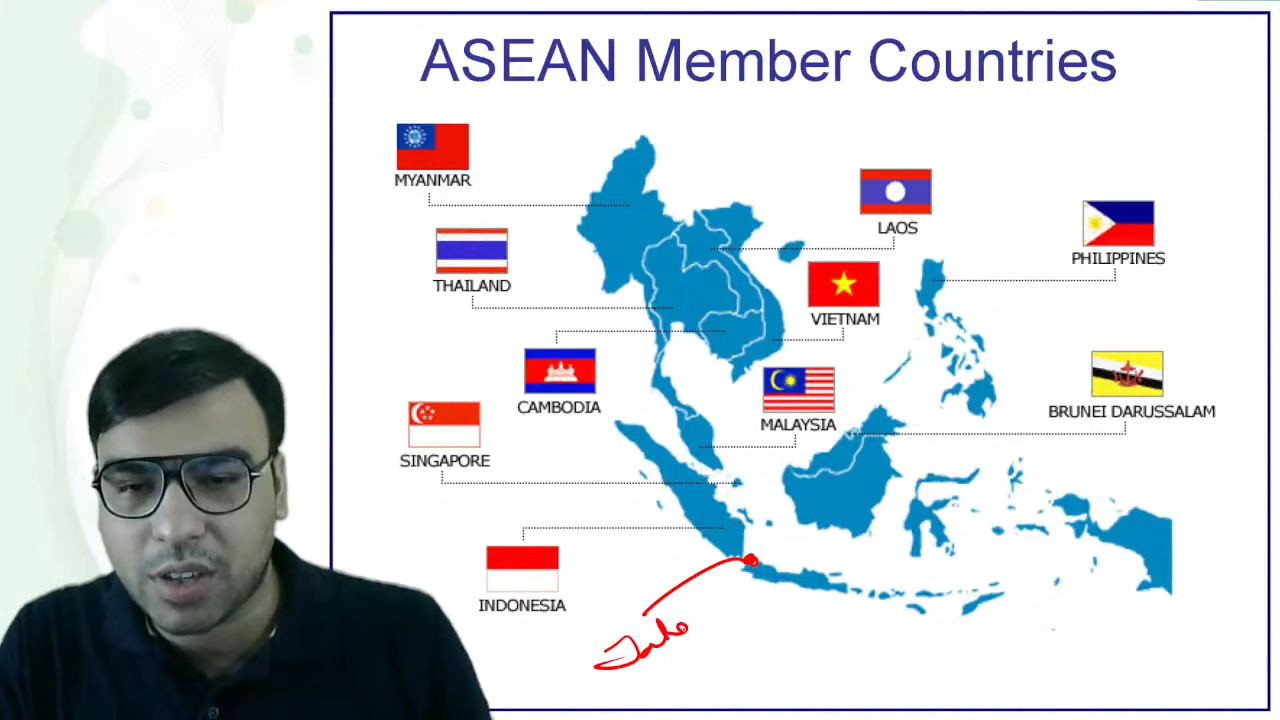 ASEAN Member Countries
MYANMAR
LAOS
PHILIPPINES
THAILAND
VIETNAM
CAMBODIA
MALAYSIA
BRUNEI DARUSSALAM
SINGAPORE
INDONESIA